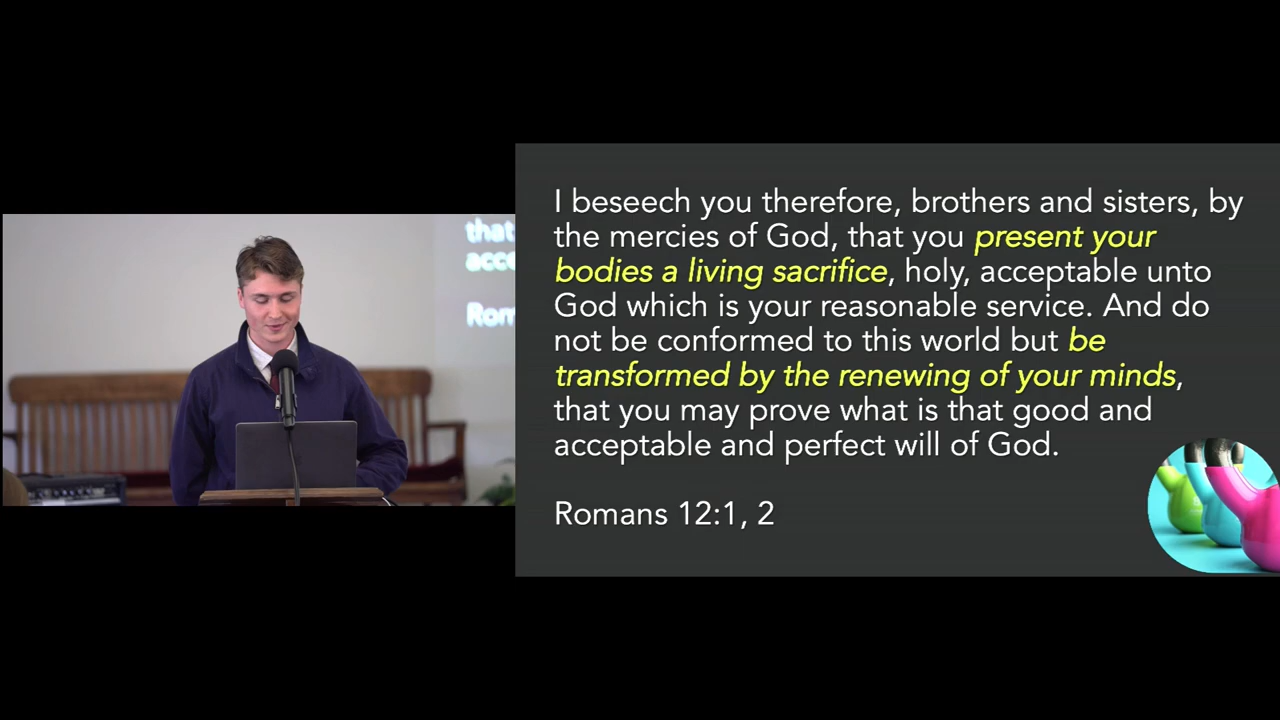 that
acce
Rom
I beseech you therefore, brothers and sisters, by
the mercies of God, that you present your
bodies a living sacrifice, holy, acceptable unto
God which is your reasonable service. And do
not be conformed to this world but be
transformed by the renewing of your minds,
that you may prove what is that good and
acceptable and perfect will of God.
Romans 12:1, 2